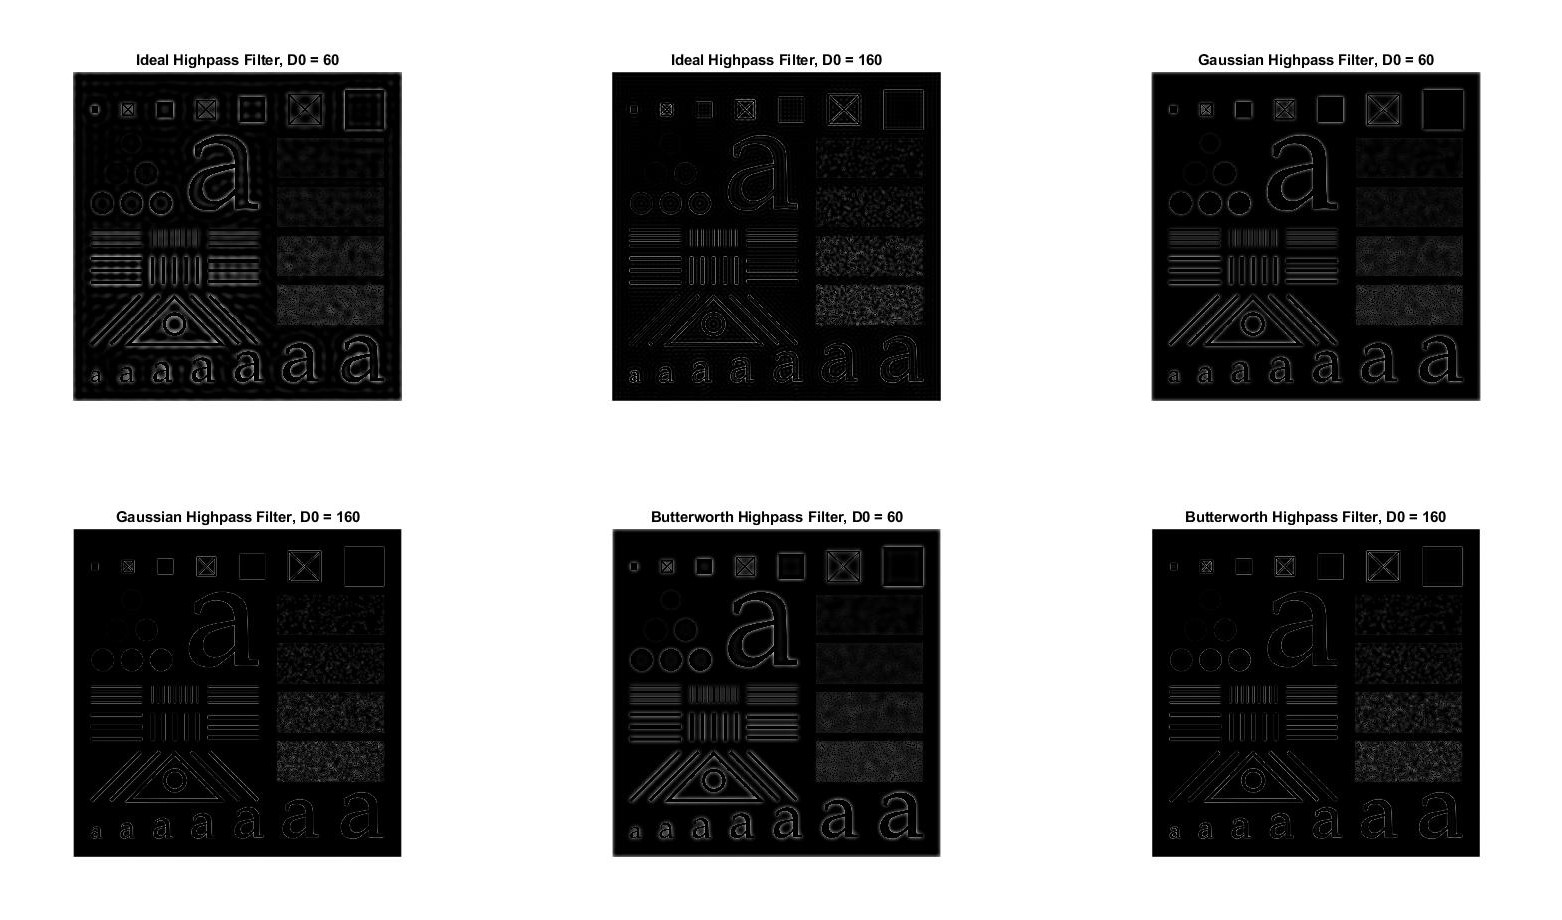 Ideal Highpass Filter, D0 = 60
Ideal Highpass Filter, D0 = 160
Gaussian Highpass Filter, D0 = 60
a
a
a
a a a a a a a
a a a a a a a
a a a a a a a
Gaussian Highpass Filter, D0 = 160
Butterworth Highpass Filter, D0 = 60
Butterworth Highpass Filter, D0 = 160
a
a
a
a a a a a a a
a a a a a a a
a a a a a a a